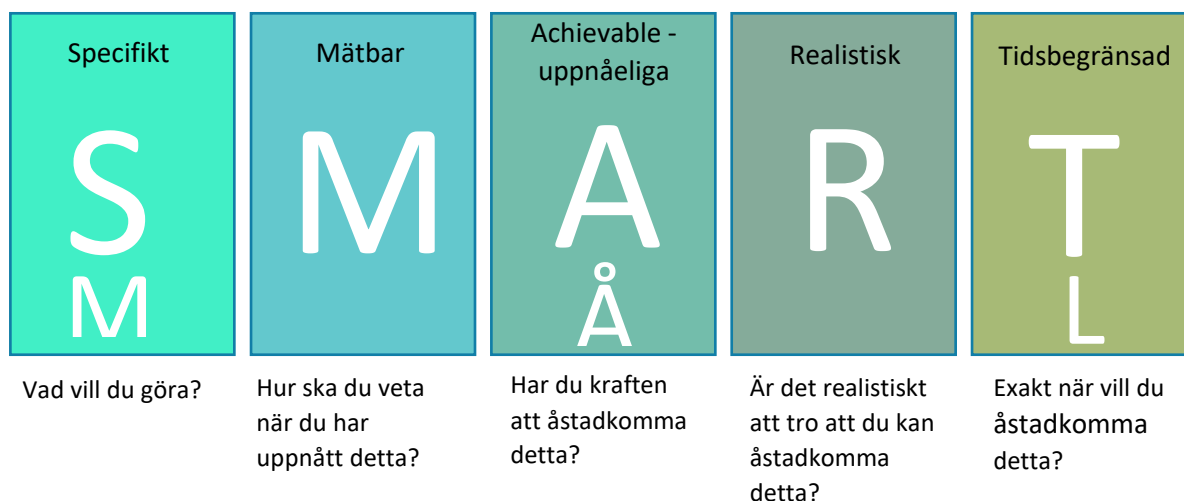 Specifikt
S
M
Vad vill du göra?
Mätbar
M
Hur ska du veta
när du har
uppnått detta?
Achievable -
uppnåeliga
A
Å
Har du kraften
att åstadkomma
detta?
Realistisk
R
Är det realistiskt
att tro att du kan
åstadkomma
detta?
Tidsbegränsad
T
L
Exakt när vill du
åstadkomma
detta?